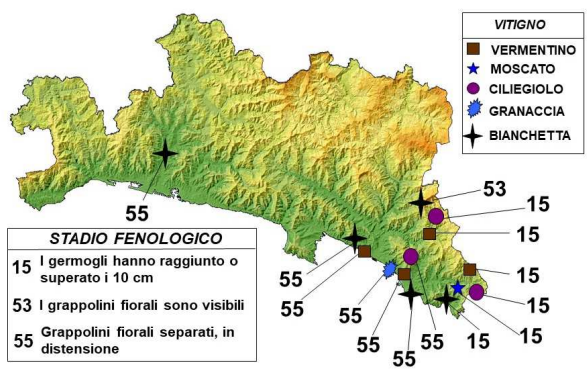 VITIGNO
VERMENTINO
MOSCATO
CILIEGIOLO
GRANACCIA
BIANCHETTA
53
15
15
55
STADIO FENOLOGICO
15 I germogli hanno raggiunto o
superato i 10 cm
53 I grappolini fiorali sono visibili
55 Grappolini fiorali separati, in
distensione
55
55
55
55
55
15
15
15
15